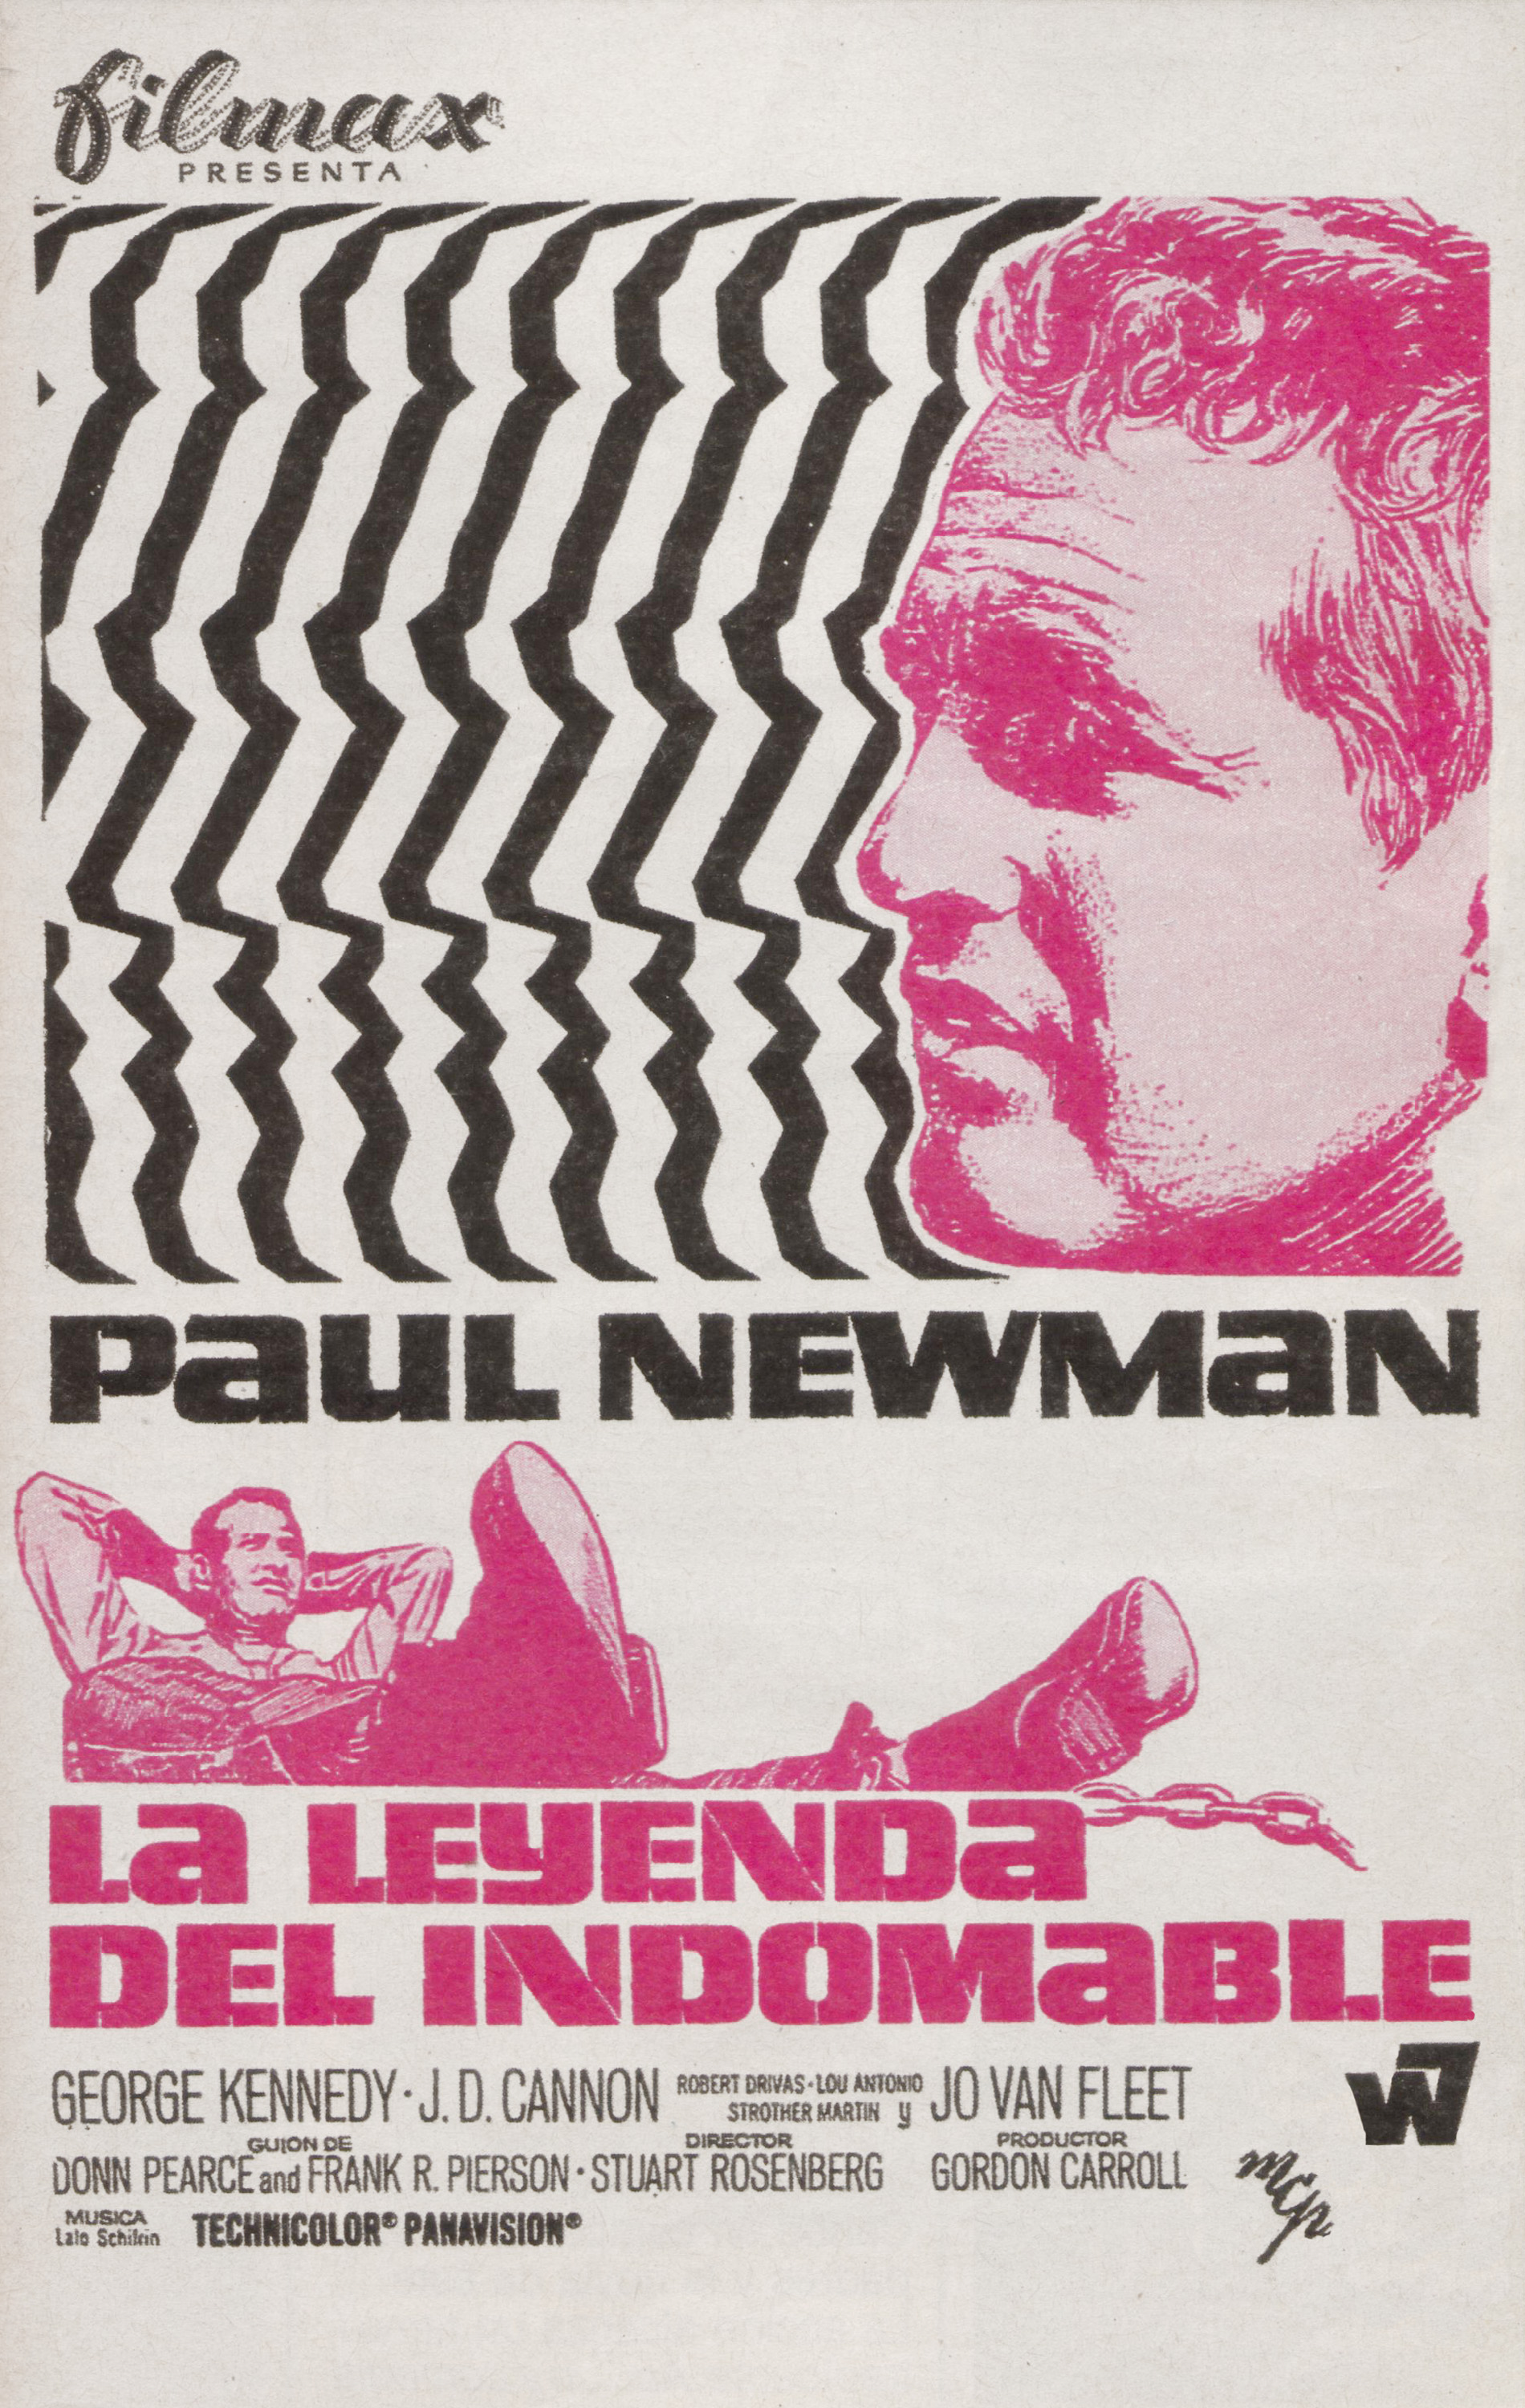 filmax
PRESENTA
PAUL NEWMAN
LA LEYENDA
DEL INDOMABLE
GEORGE KENNEDY · J. D. CANNON ROBERT DRIVAS · LOU ANTONIO
STROTHER MARTIN y JO VAN FLEET
GUION DE DIRECTOR PRODUCTOR
DONN PEARCE and FRANK R. PIERSON · STUART ROSENBERG GORDON CARROLL
MUSICA
Lalo Schifrin TECHNICOLOR® PANAVISION®
W7
mcp